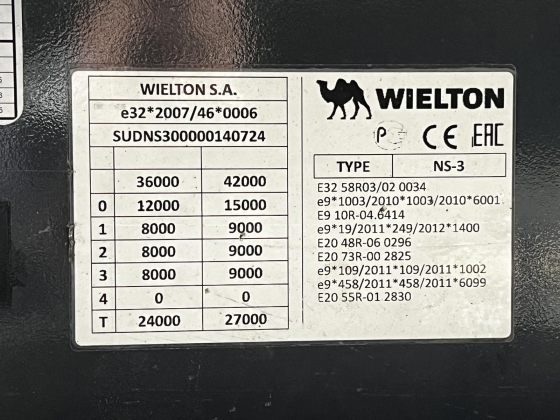 WIELTON S.A.
e32*2007/46*0006
SUDNS300000140724
36000 42000
0 12000 15000
1 8000 9000
2 8000 9000
3 8000 9000
4 0 0
T 24000 27000
WIELTON
CE EAC
TYPE NS-3
E32 58R03/02 0034
e9*1003/2010*1003/2010*6001
E9 10R-04.6414
e9*19/2011*249/2012*1400
E20 48R-06 0296
E20 73R-00 2825
e9*109/2011*109/2011*1002
e9*458/2011*458/2011*6099
E20 55R-01 2830